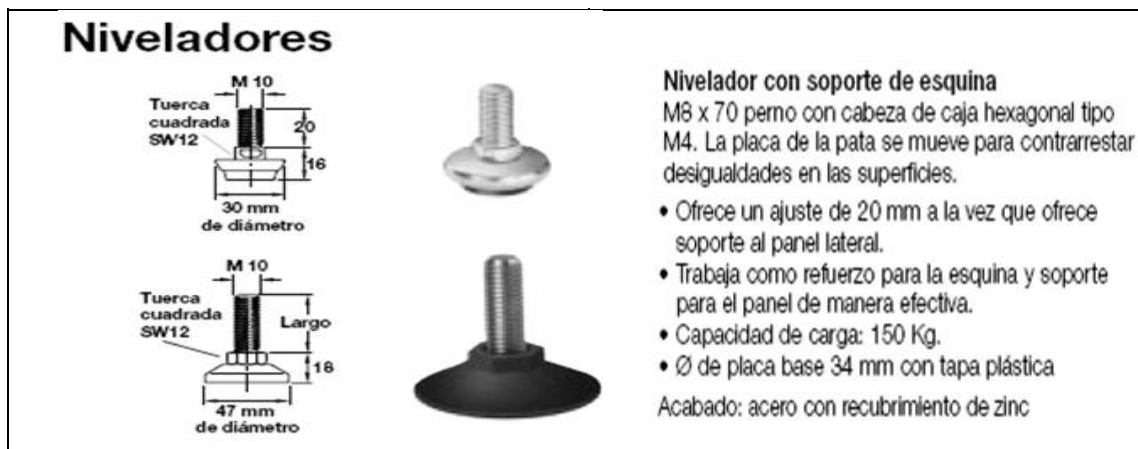 Niveladores
M 10
Tuerca
cuadrada
SW12
20
16
30 mm
de diámetro
M 10
Tuerca
cuadrada
SW12
Largo
18
47 mm
de diámetro
Nivelador con soporte de esquina
M8 x 70 perno con cabeza de caja hexagonal tipo
M4. La placa de la pata se mueve para contrarrestar
desigualdades en las superficies.
• Ofrece un ajuste de 20 mm a la vez que ofrece
soporte al panel lateral.
• Trabaja como refuerzo para la esquina y soporte
para el panel de manera efectiva.
• Capacidad de carga: 150 Kg.
• Ø de placa base 34 mm con tapa plástica
Acabado: acero con recubrimiento de zinc